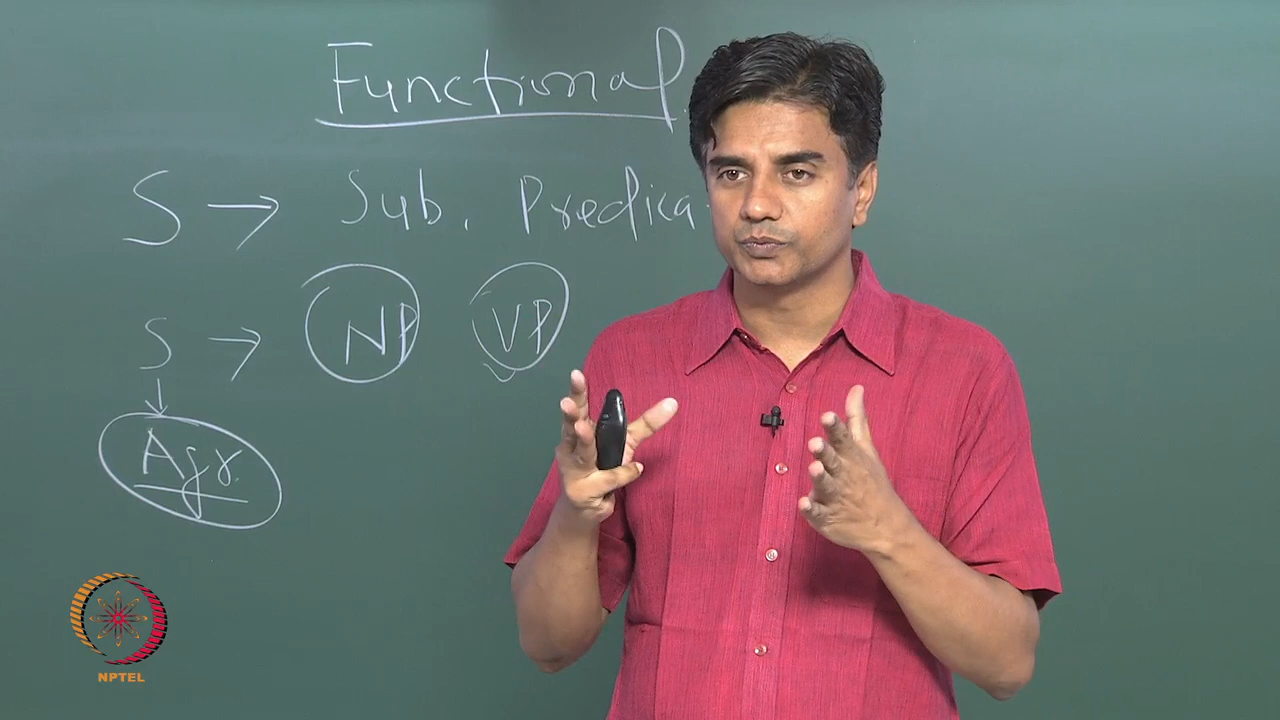 Functional
S → Sub. Predica
S → NP VP
Agr.
NPTEL